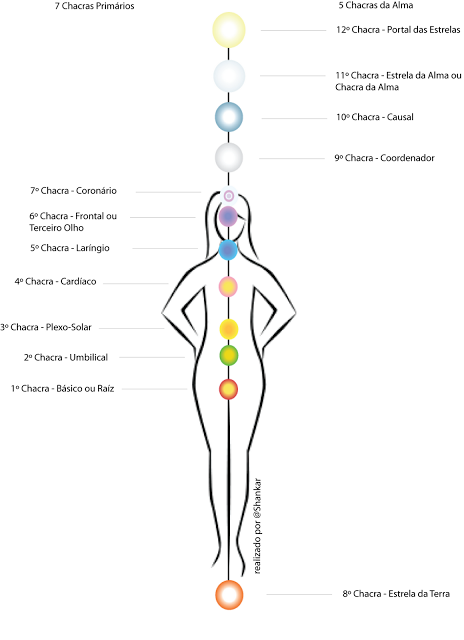 7 Chacras Primários
5 Chacras da Alma
12º Chacra - Portal das Estrelas
11º Chacra - Estrela da Alma ou
Chacra da Alma
10º Chacra - Causal
9º Chacra - Coordenador
7º Chacra - Coronário
6º Chacra - Frontal ou
Terceiro Olho
5º Chacra - Laríngio
4º Chacra - Cardíaco
3º Chacra - Plexo-Solar
2º Chacra - Umbilical
1º Chacra - Básico ou Raíz
realizado por @Shankar
8º Chacra - Estrela da Terra